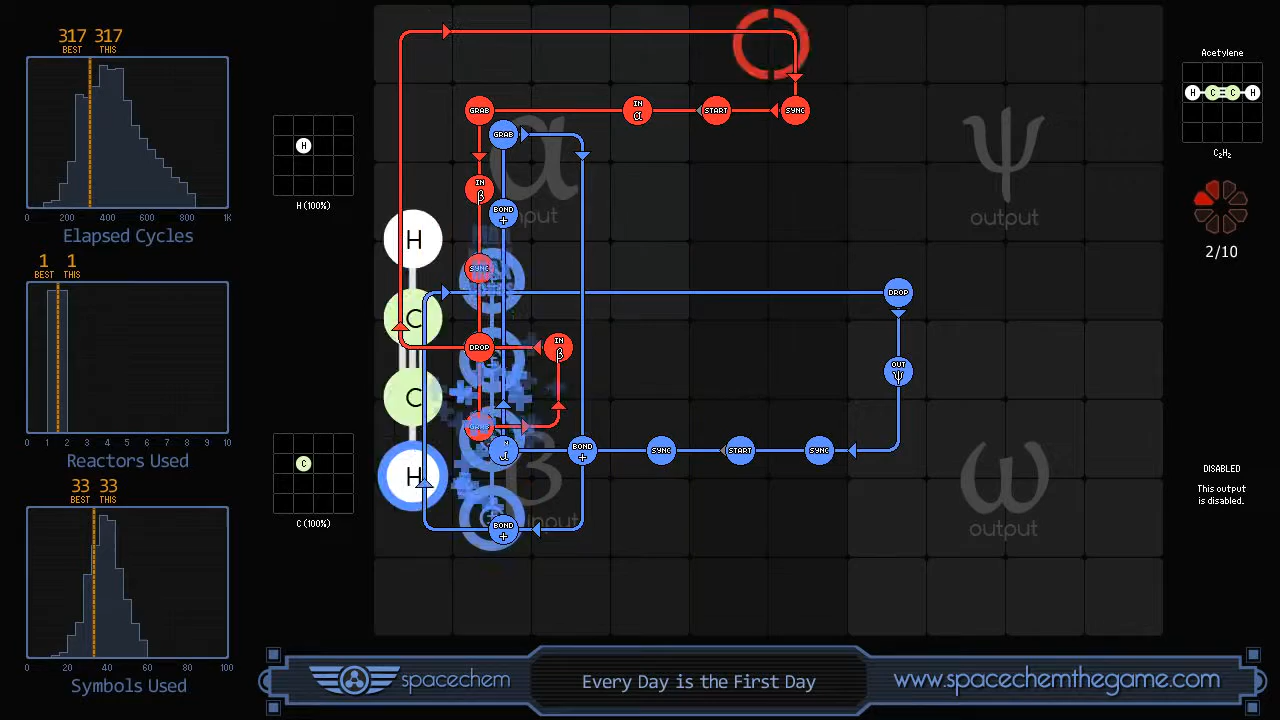 317 317
BEST THIS
0 200 400 600 800 1K
Elapsed Cycles
1 1
BEST THIS
0 1 2 3 4 5 6 7 8 9 10
Reactors Used
33 33
BEST THIS
0 20 40 60 80 100
Symbols Used
H
H (100%)
C
C (100%)
GRAB
IN α
START
SYNC
GRAB
α
input
IN β
BOND +
SYNC
H
C
C
H
DROP
IN β
DROP
OUT ψ
BOND +
SYNC
START
SYNC
β
input
BOND +
ψ
output
ω
output
Acetylene
H C C H
C₂H₂
2/10
DISABLED
This output
is disabled.
spacechem
Every Day is the First Day
www.spacechemthegame.com